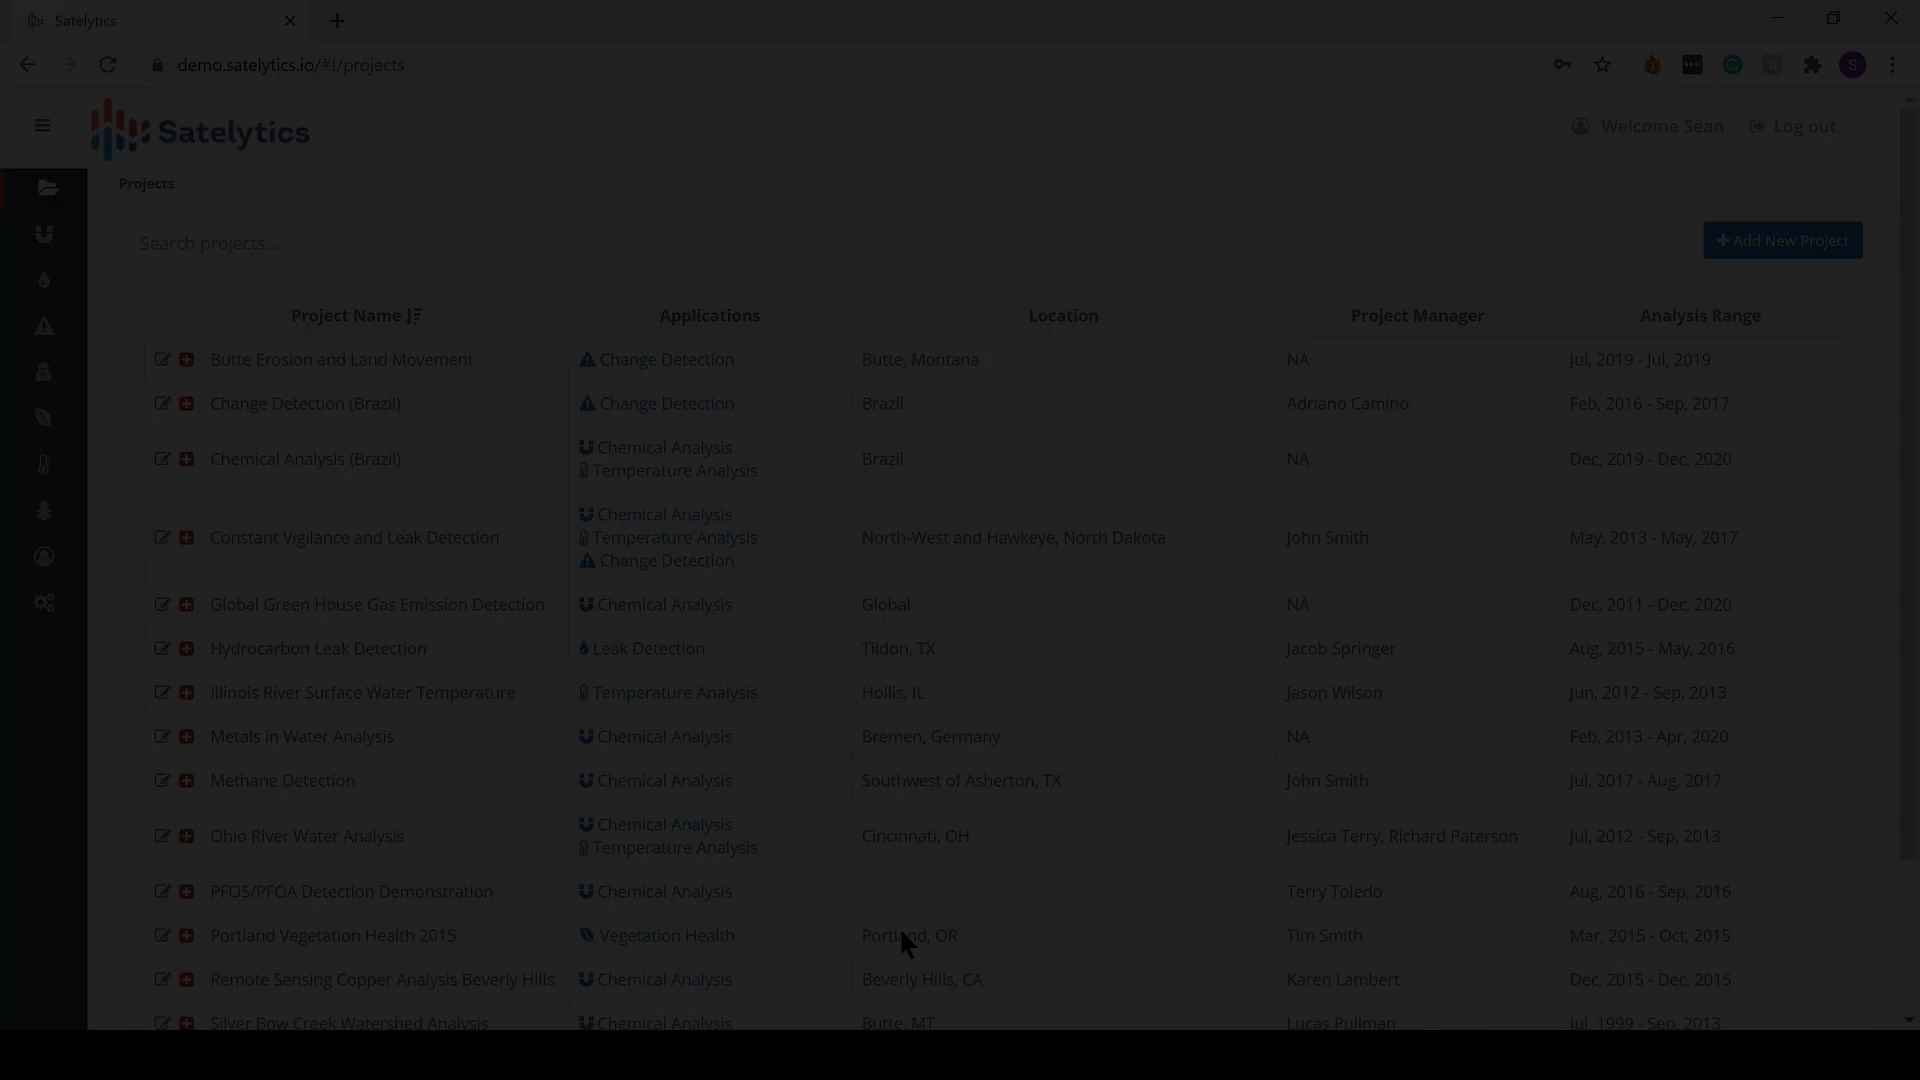 Satelytics
demo.satelytics.io/#!/projects
S
Satelytics
Welcome Sean
Log out
Projects
Search projects...
Add New Project
Project Name Applications Location Project Manager Analysis Range
Butte Erosion and Land Movement Change Detection Butte, Montana NA Jul, 2019 - Jul, 2019
Change Detection (Brazil) Change Detection Brazil Adriano Camino Feb, 2016 - Sep, 2017
Chemical Analysis
Chemical Analysis (Brazil) Brazil NA Dec, 2019 - Dec, 2020
Temperature Analysis
Chemical Analysis
Constant Vigilance and Leak Detection Temperature Analysis North-West and Hawkeye, North Dakota John Smith May, 2013 - May, 2017
Change Detection
Global Green House Gas Emission Detection Chemical Analysis Global NA Dec, 2011 - Dec, 2020
Hydrocarbon Leak Detection Leak Detection Tildon, TX Jacob Springer Aug, 2015 - May, 2016
Illinois River Surface Water Temperature Temperature Analysis Hollis, IL Jason Wilson Jun, 2012 - Sep, 2013
Metals in Water Analysis Chemical Analysis Bremen, Germany NA Feb, 2013 - Apr, 2020
Methane Detection Chemical Analysis Southwest of Asherton, TX John Smith Jul, 2017 - Aug, 2017
Chemical Analysis
Ohio River Water Analysis Cincinnati, OH Jessica Terry, Richard Paterson Jul, 2012 - Sep, 2013
Temperature Analysis
PFOS/PFOA Detection Demonstration Chemical Analysis Terry Toledo Aug, 2016 - Sep, 2016
Portland Vegetation Health 2015 Vegetation Health Portland, OR Tim Smith Mar, 2015 - Oct, 2015
Remote Sensing Copper Analysis Beverly HIlls Chemical Analysis Beverly Hills, CA Karen Lambert Dec, 2015 - Dec, 2015
Silver Bow Creek Watershed Analysis Chemical Analysis Butte, MT Lucas Pullman Jul, 1999 - Sep, 2013